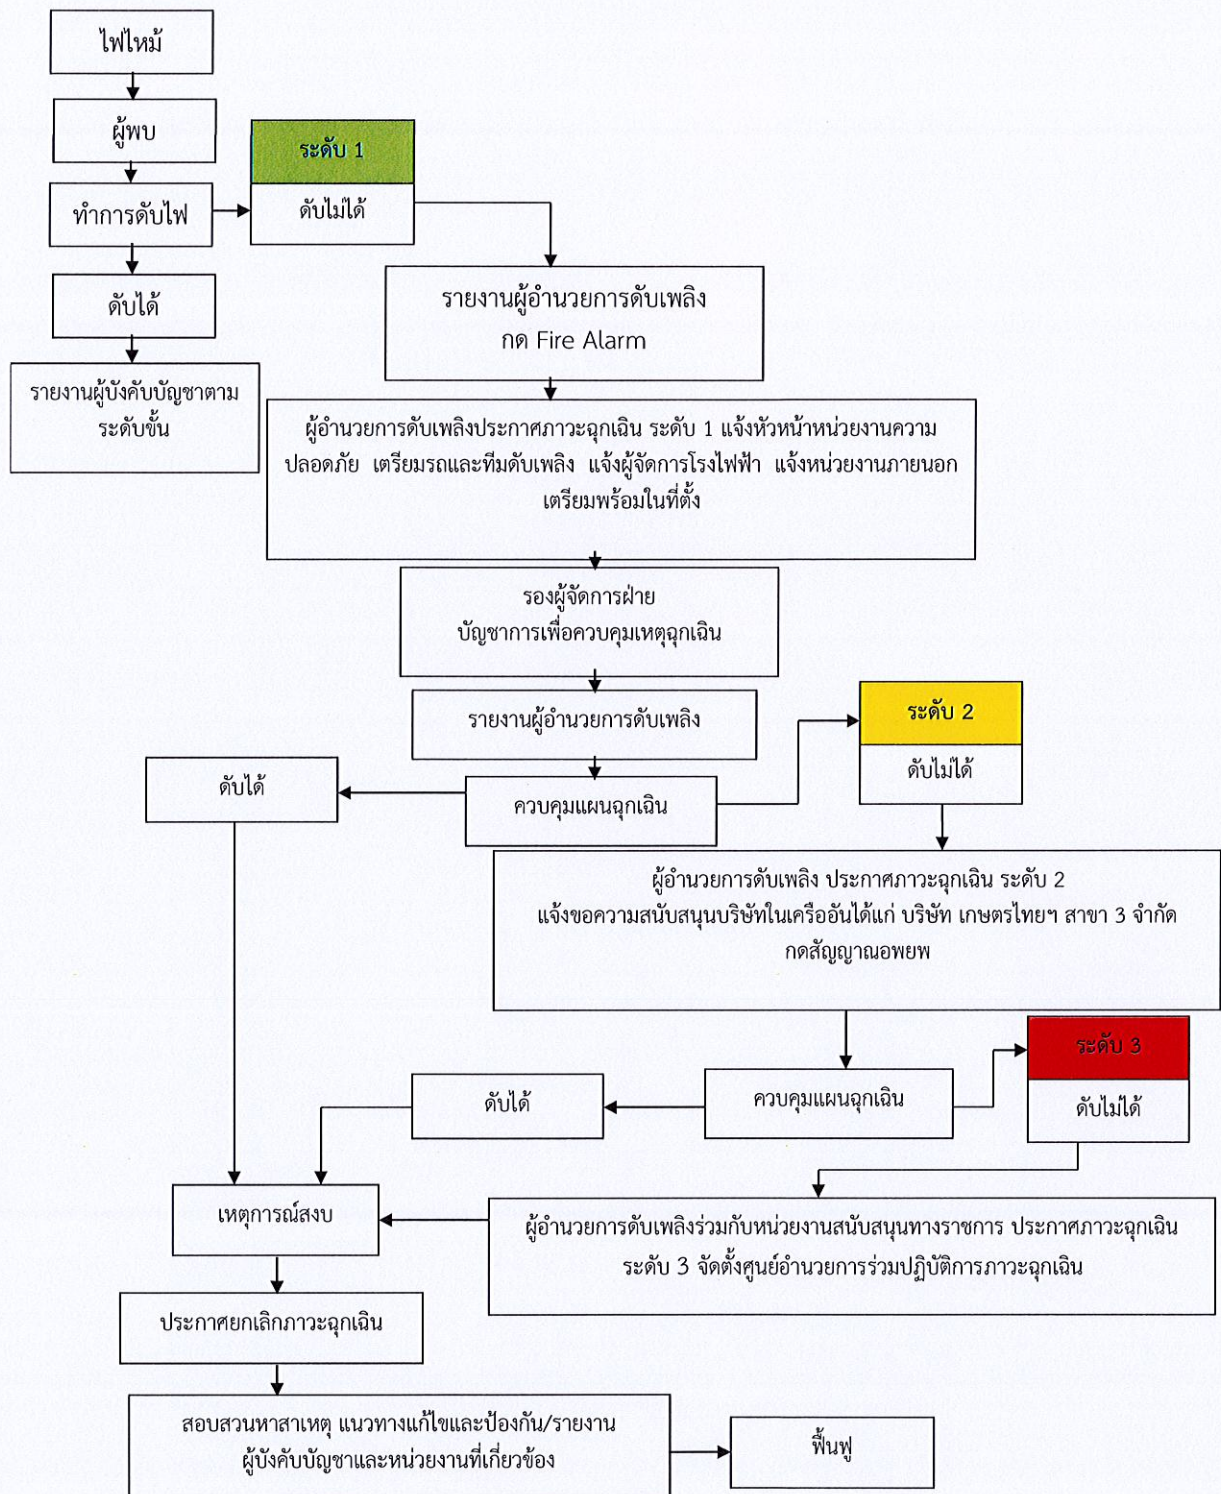 ไฟไหม้
ผู้พบ
ระดับ 1
ทำการดับไฟ
ดับไม่ได้
ดับได้
รายงานผู้อำนวยการดับเพลิง
กด Fire Alarm
รายงานผู้บังคับบัญชาตาม
ระดับขั้น
ผู้อำนวยการดับเพลิงประกาศภาวะฉุกเฉิน ระดับ 1 แจ้งหัวหน้าหน่วยงานความ
ปลอดภัย เตรียมรถและทีมดับเพลิง แจ้งผู้จัดการโรงไฟฟ้า แจ้งหน่วยงานภายนอก
เตรียมพร้อมในที่ตั้ง
รองผู้จัดการฝ่าย
บัญชาการเพื่อควบคุมเหตุฉุกเฉิน
รายงานผู้อำนวยการดับเพลิง
ระดับ 2
ดับไม่ได้
ดับได้
ควบคุมแผนฉุกเฉิน
ผู้อำนวยการดับเพลิง ประกาศภาวะฉุกเฉิน ระดับ 2
แจ้งขอความสนับสนุนบริษัทในเครืออันได้แก่ บริษัท เกษตรไทยฯ สาขา 3 จำกัด
กดสัญญาณอพยพ
ระดับ 3
ดับได้
ควบคุมแผนฉุกเฉิน
ดับไม่ได้
เหตุการณ์สงบ
ผู้อำนวยการดับเพลิงร่วมกับหน่วยงานสนับสนุนทางราชการ ประกาศภาวะฉุกเฉิน
ระดับ 3 จัดตั้งศูนย์อำนวยการร่วมปฏิบัติการภาวะฉุกเฉิน
ประกาศยกเลิกภาวะฉุกเฉิน
สอบสวนหาสาเหตุ แนวทางแก้ไขและป้องกัน/รายงาน
ผู้บังคับบัญชาและหน่วยงานที่เกี่ยวข้อง
ฟื้นฟู